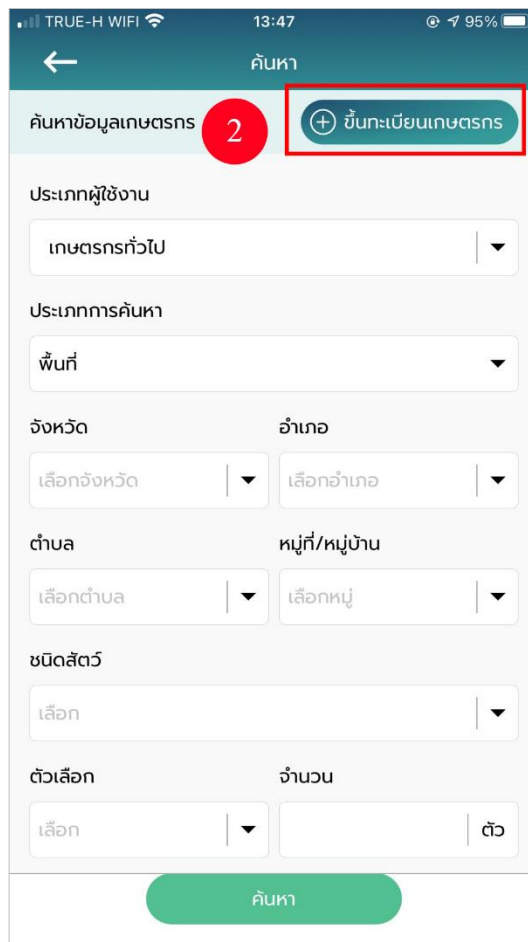 TRUE-H WIFI 13:47 95%
ค้นหา
ค้นหาข้อมูลเกษตรกร 2 ขึ้นทะเบียนเกษตรกร
ประเภทผู้ใช้งาน
เกษตรกรทั่วไป
ประเภทการค้นหา
พื้นที่
จังหวัด อำเภอ
เลือกจังหวัด เลือกอำเภอ
ตำบล หมู่ที่/หมู่บ้าน
เลือกตำบล เลือกหมู่
ชนิดสัตว์
เลือก
ตัวเลือก จำนวน
เลือก ตัว
ค้นหา